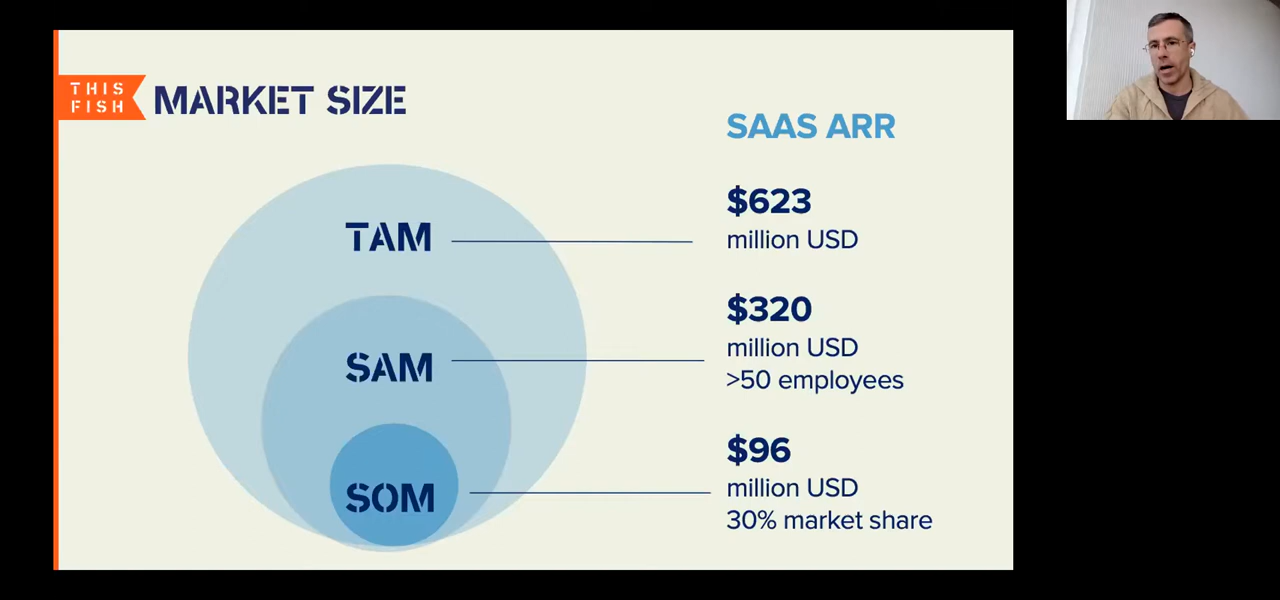 THIS
FISH
MARKET SIZE
SAAS ARR
TAM
$623
million USD
SAM
$320
million USD
>50 employees
SOM
$96
million USD
30% market share